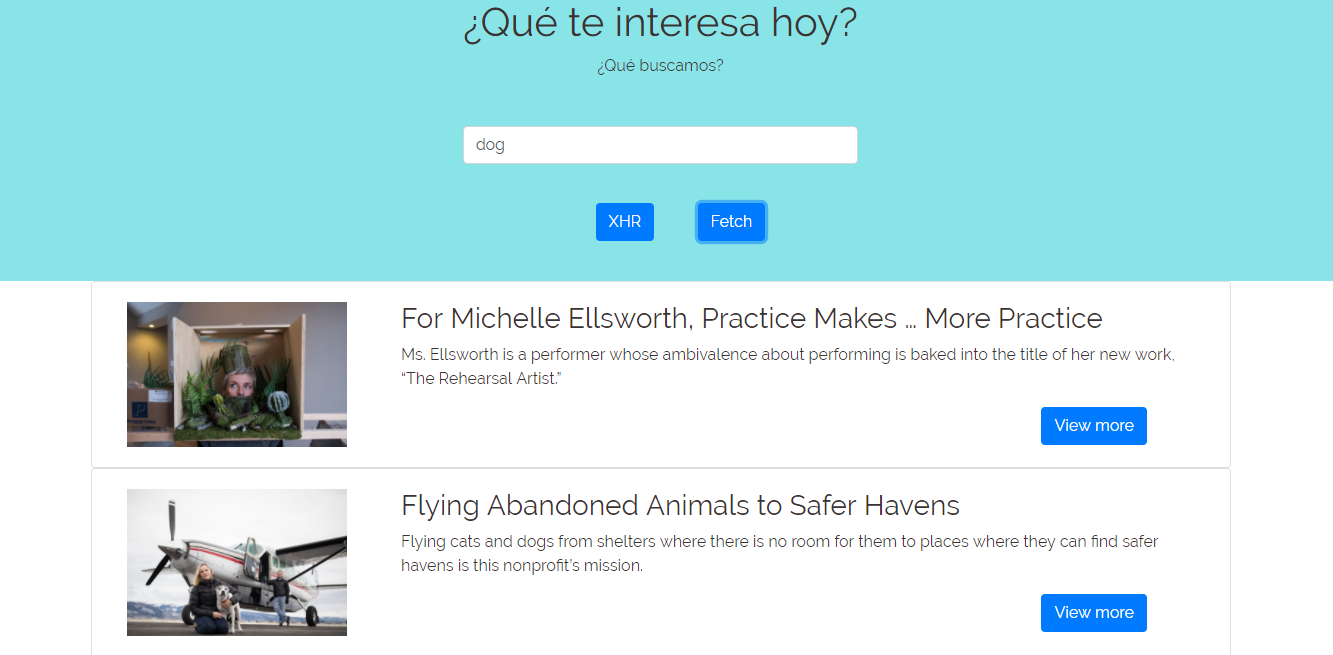 ¿Qué te interesa hoy?
¿Qué buscamos?
dog
XHR
Fetch
For Michelle Ellsworth, Practice Makes … More Practice
Ms. Ellsworth is a performer whose ambivalence about performing is baked into the title of her new work,
“The Rehearsal Artist.”
View more
Flying Abandoned Animals to Safer Havens
Flying cats and dogs from shelters where there is no room for them to places where they can find safer
havens is this nonprofit’s mission.
View more